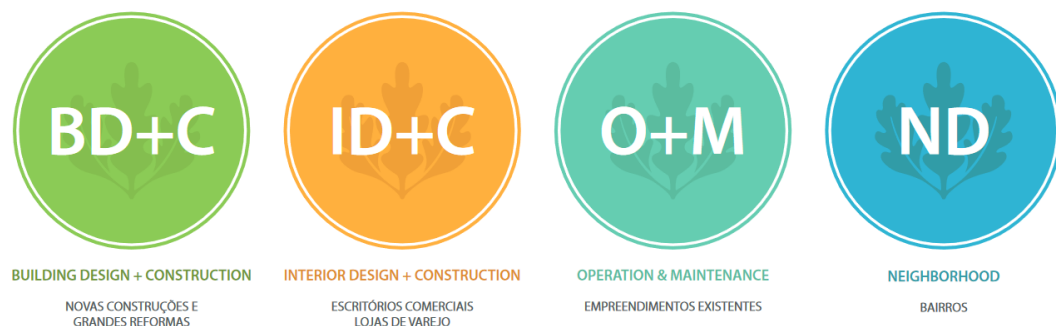 BD+C
ID+C
O+M
ND
BUILDING DESIGN + CONSTRUCTION
INTERIOR DESIGN + CONSTRUCTION
OPERATION & MAINTENANCE
NEIGHBORHOOD
NOVAS CONSTRUÇÕES E
GRANDES REFORMAS
ESCRITÓRIOS COMERCIAIS
LOJAS DE VAREJO
EMPREENDIMENTOS EXISTENTES
BAIRROS